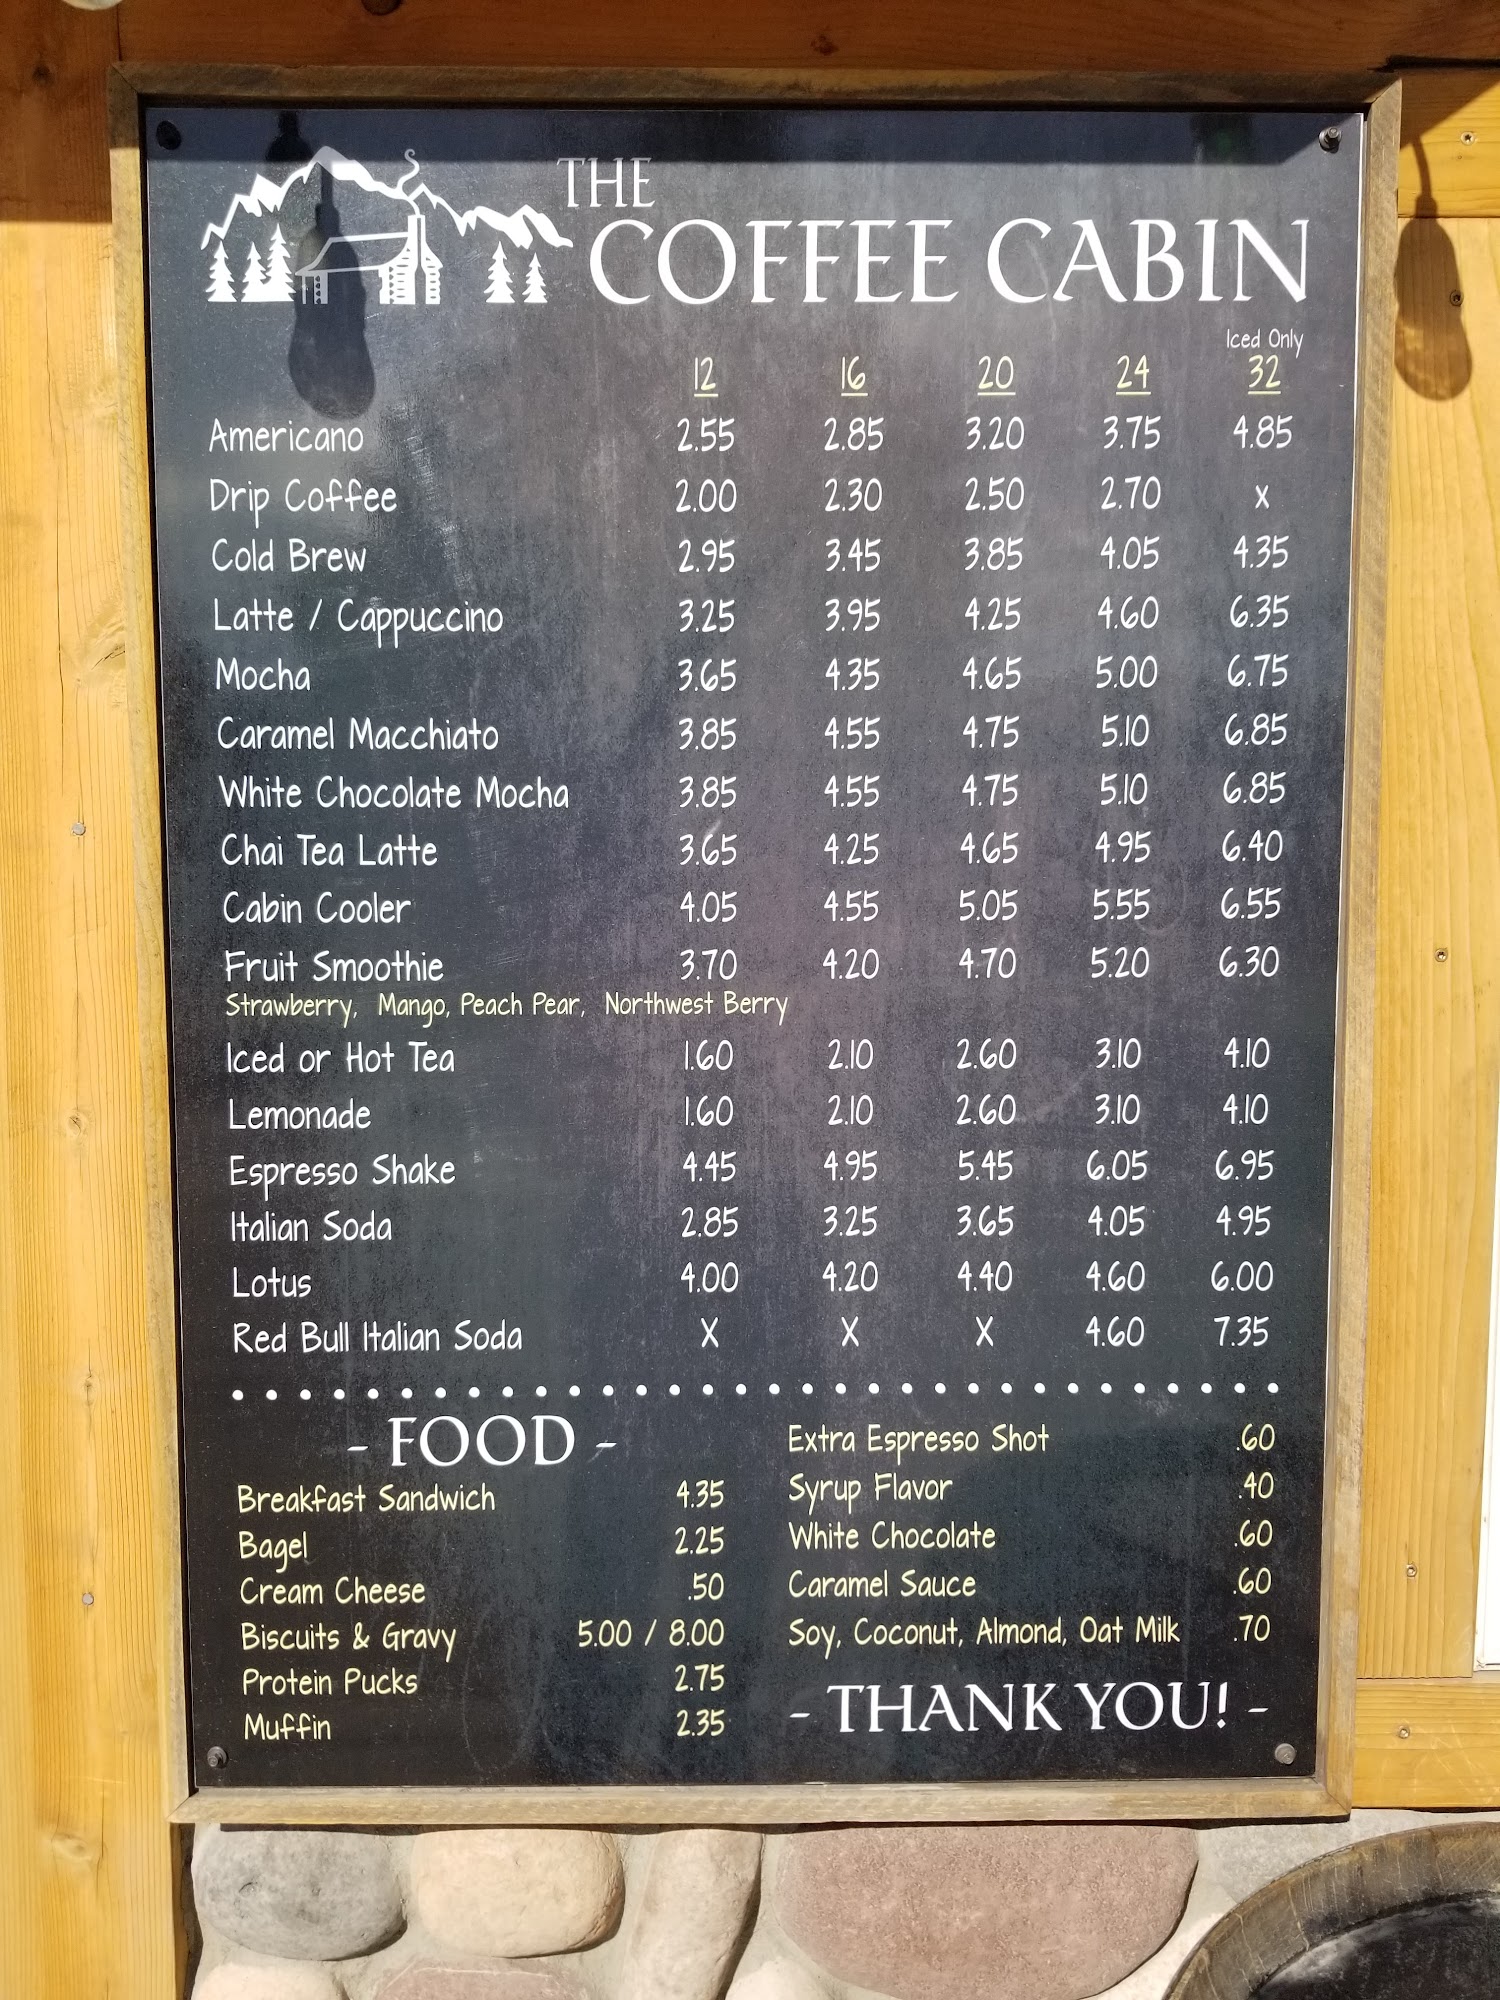 THE
COFFEE CABIN
Iced Only
12 16 20 24 32
Americano 2.55 2.85 3.20 3.75 4.85
Drip Coffee 2.00 2.30 2.50 2.70 x
Cold Brew 2.95 3.45 3.85 4.05 4.35
Latte / Cappuccino 3.25 3.95 4.25 4.60 6.35
Mocha 3.65 4.35 4.65 5.00 6.75
Caramel Macchiato 3.85 4.55 4.75 5.10 6.85
White Chocolate Mocha 3.85 4.55 4.75 5.10 6.85
Chai Tea Latte 3.65 4.25 4.65 4.95 6.40
Cabin Cooler 4.05 4.55 5.05 5.55 6.55
Fruit Smoothie 3.70 4.20 4.70 5.20 6.30
Strawberry, Mango, Peach Pear, Northwest Berry
Iced or Hot Tea 1.60 2.10 2.60 3.10 4.10
Lemonade 1.60 2.10 2.60 3.10 4.10
Espresso Shake 4.45 4.95 5.45 6.05 6.95
Italian Soda 2.85 3.25 3.65 4.05 4.95
Lotus 4.00 4.20 4.40 4.60 6.00
Red Bull Italian Soda X X X 4.60 7.35
- FOOD -
Breakfast Sandwich 4.35
Bagel 2.25
Cream Cheese .50
Biscuits & Gravy 5.00 / 8.00
Protein Pucks 2.75
Muffin 2.35
Extra Espresso Shot .60
Syrup Flavor .40
White Chocolate .60
Caramel Sauce .60
Soy, Coconut, Almond, Oat Milk .70
- THANK YOU! -